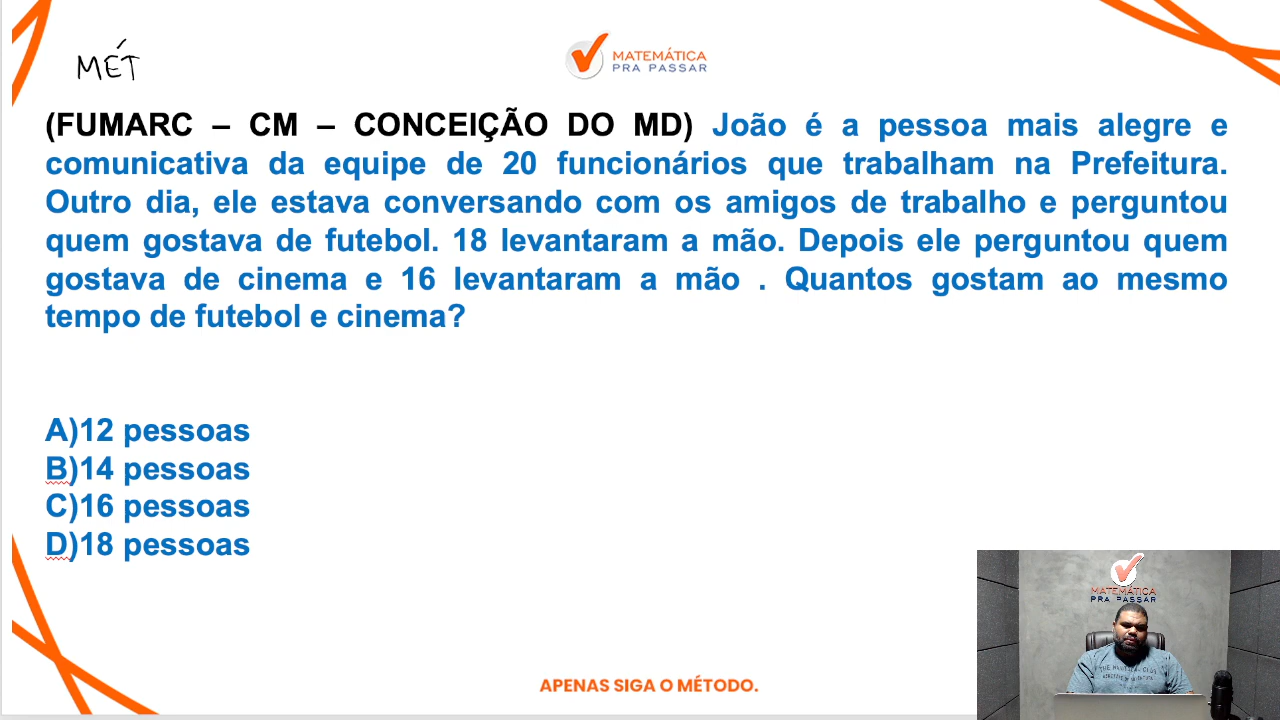 MÉT
MATEMÁTICA
PRA PASSAR
(FUMARC – CM – CONCEIÇÃO DO MD) João é a pessoa mais alegre e
comunicativa da equipe de 20 funcionários que trabalham na Prefeitura.
Outro dia, ele estava conversando com os amigos de trabalho e perguntou
quem gostava de futebol. 18 levantaram a mão. Depois ele perguntou quem
gostava de cinema e 16 levantaram a mão . Quantos gostam ao mesmo
tempo de futebol e cinema?
A)12 pessoas
B)14 pessoas
C)16 pessoas
D)18 pessoas
MATEMÁTICA
PRA PASSAR
APENAS SIGA O MÉTODO.